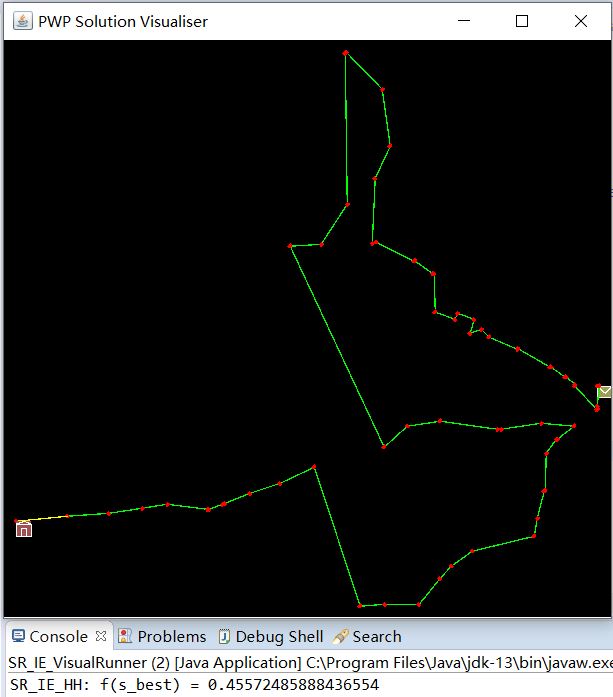 PWP Solution Visualiser
Console Problems Debug Shell Search
SR_IE_VisualRunner (2) [Java Application] C:\Program Files\Java\jdk-13\bin\javaw.exe
SR_IE_HH: f(s_best) = 0.45572485888436554